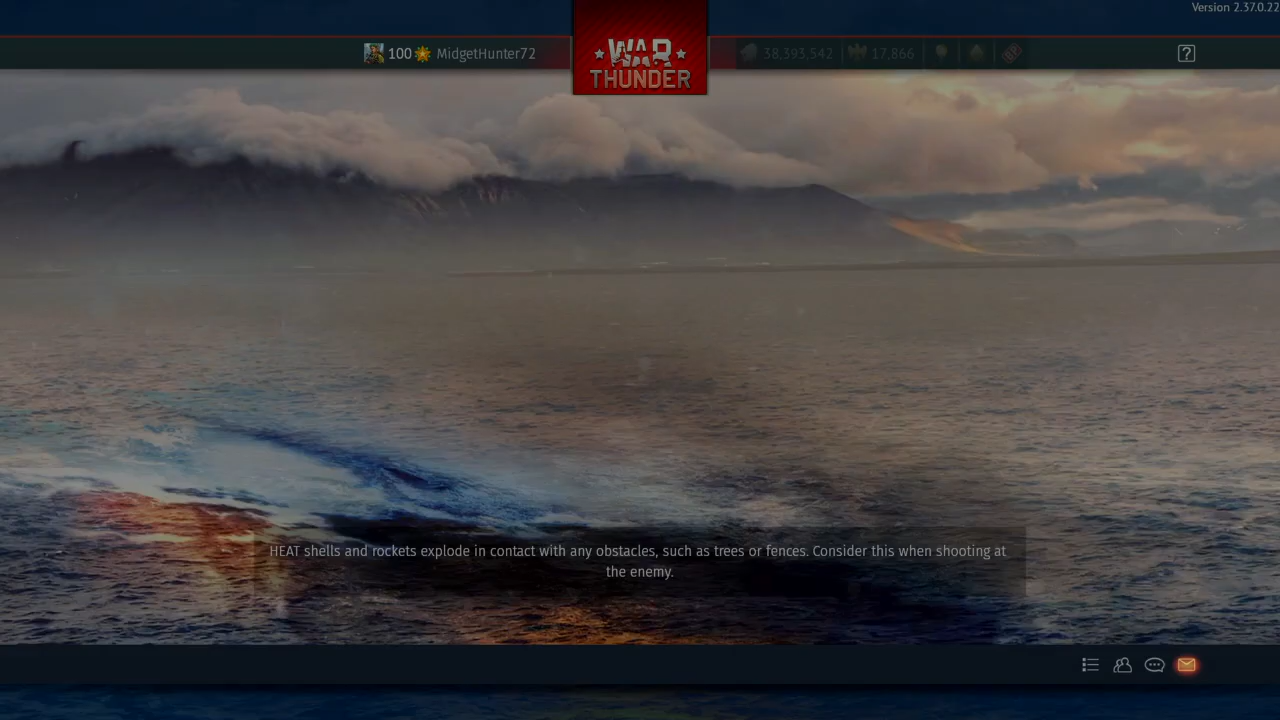 Version 2.37.0.22
100 MidgetHunter72
WAR
THUNDER
38,393,542
17,866
HEAT shells and rockets explode in contact with any obstacles, such as trees or fences. Consider this when shooting at
the enemy.